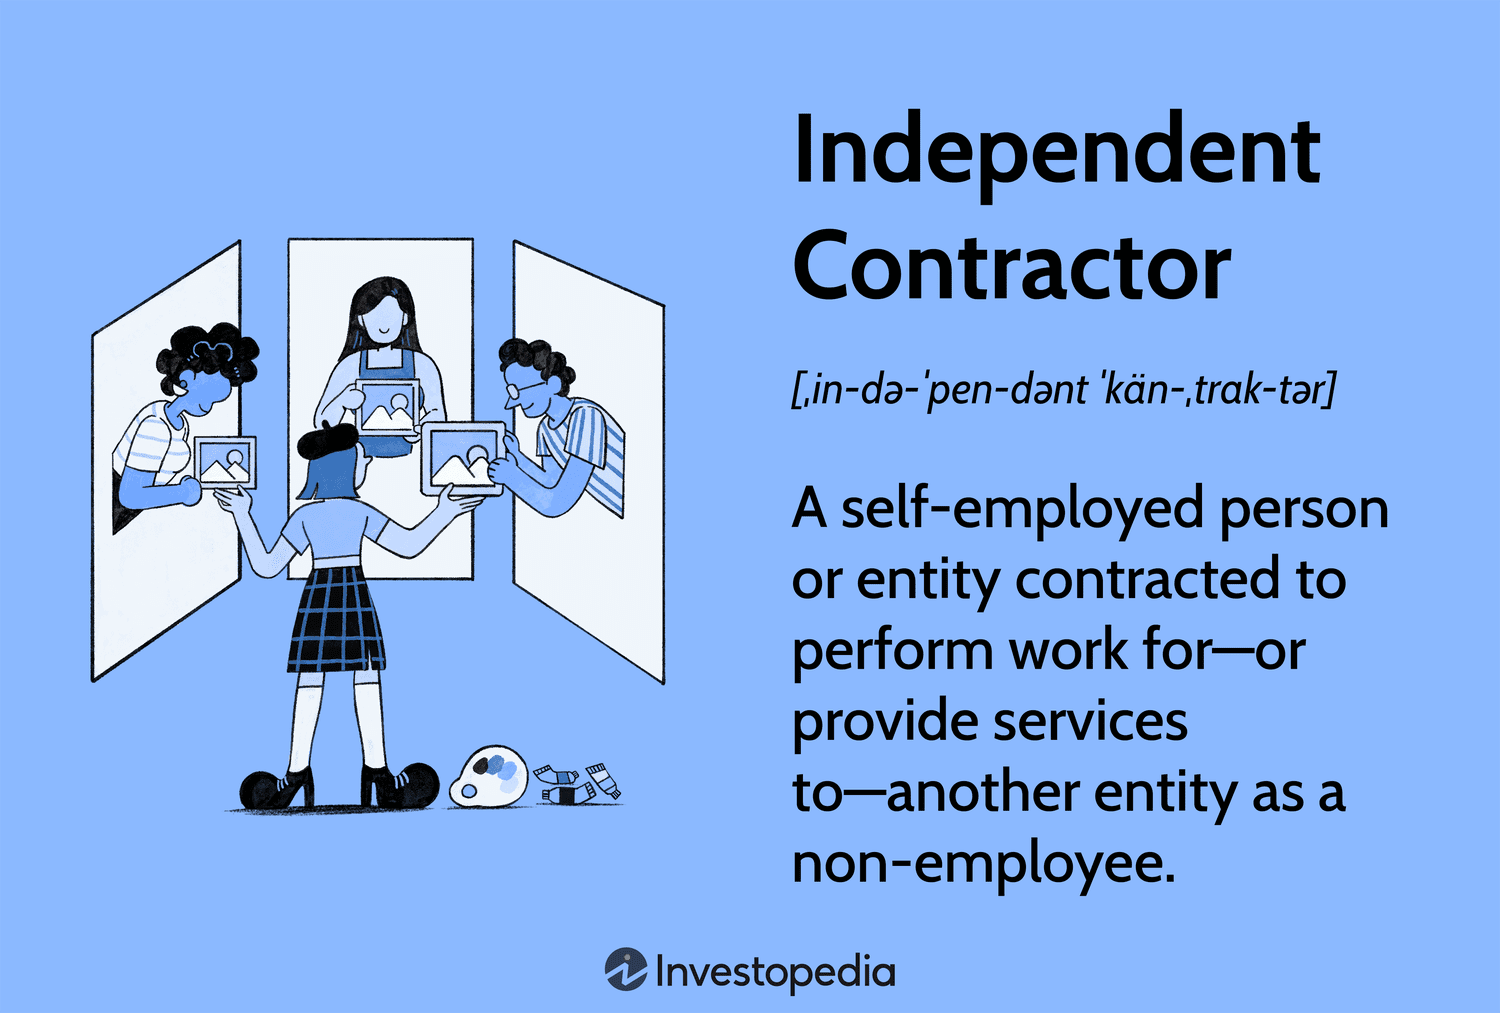 Independent
Contractor
[ˌin-də-ˈpen-dənt ˈkän-ˌtrak-tər]
A self-employed person
or entity contracted to
perform work for—or
provide services
to—another entity as a
non-employee.
Investopedia